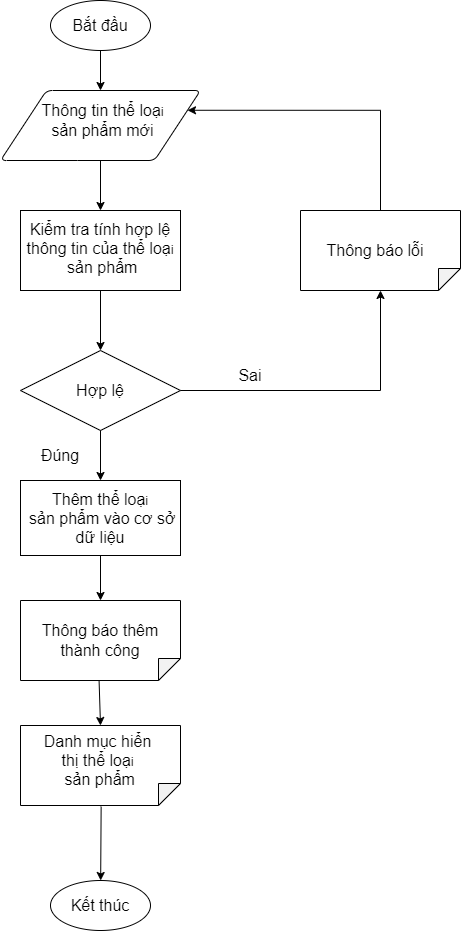 Bắt đầu
Thông tin thể loại
sản phẩm mới
Kiểm tra tính hợp lệ
thông tin của thể loại
sản phẩm
Thông báo lỗi
Hợp lệ
Sai
Đúng
Thêm thể loại
sản phẩm vào cơ sở
dữ liệu
Thông báo thêm
thành công
Danh mục hiển
thị thể loại
sản phẩm
Kết thúc